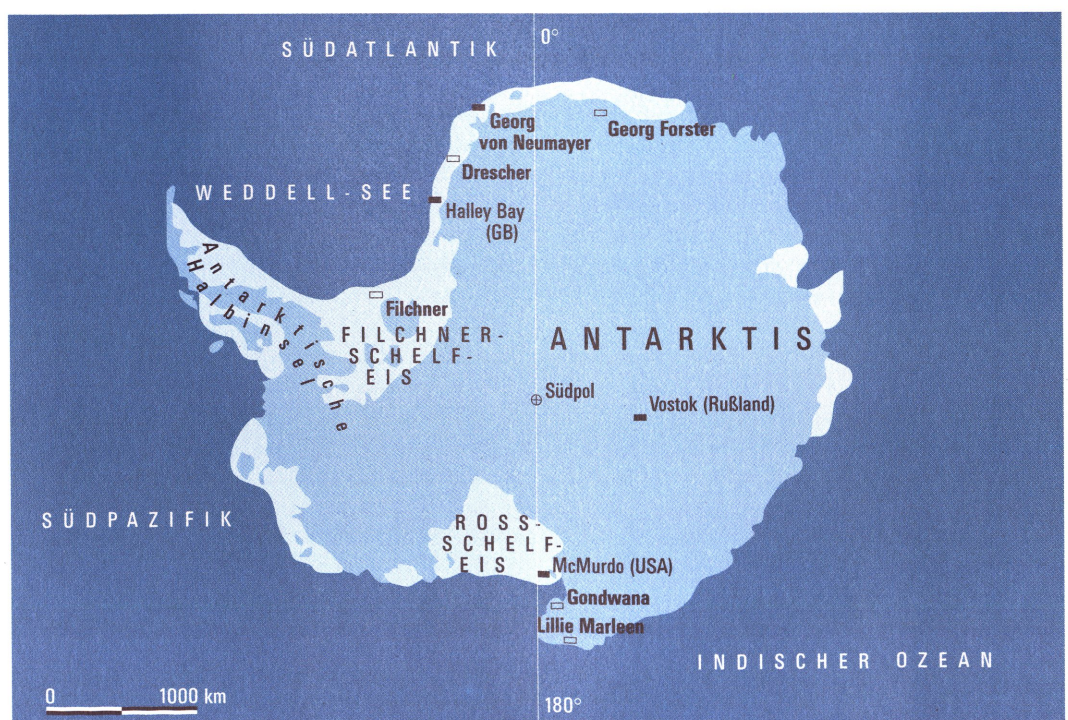 0°
SÜDATLANTIK
Georg
von Neumayer
Georg Forster
Drescher
WEDDELL-SEE
Halley Bay
(GB)
Antarktische
Halbinsel
Filchner
FILCHNER-
SCHELF-
EIS
ANTARKTIS
Südpol
Vostok (Rußland)
SÜDPAZIFIK
ROSS-
SCHELF-
EIS
McMurdo (USA)
Gondwana
Lillie Marleen
INDISCHER OZEAN
0 1000 km
180°